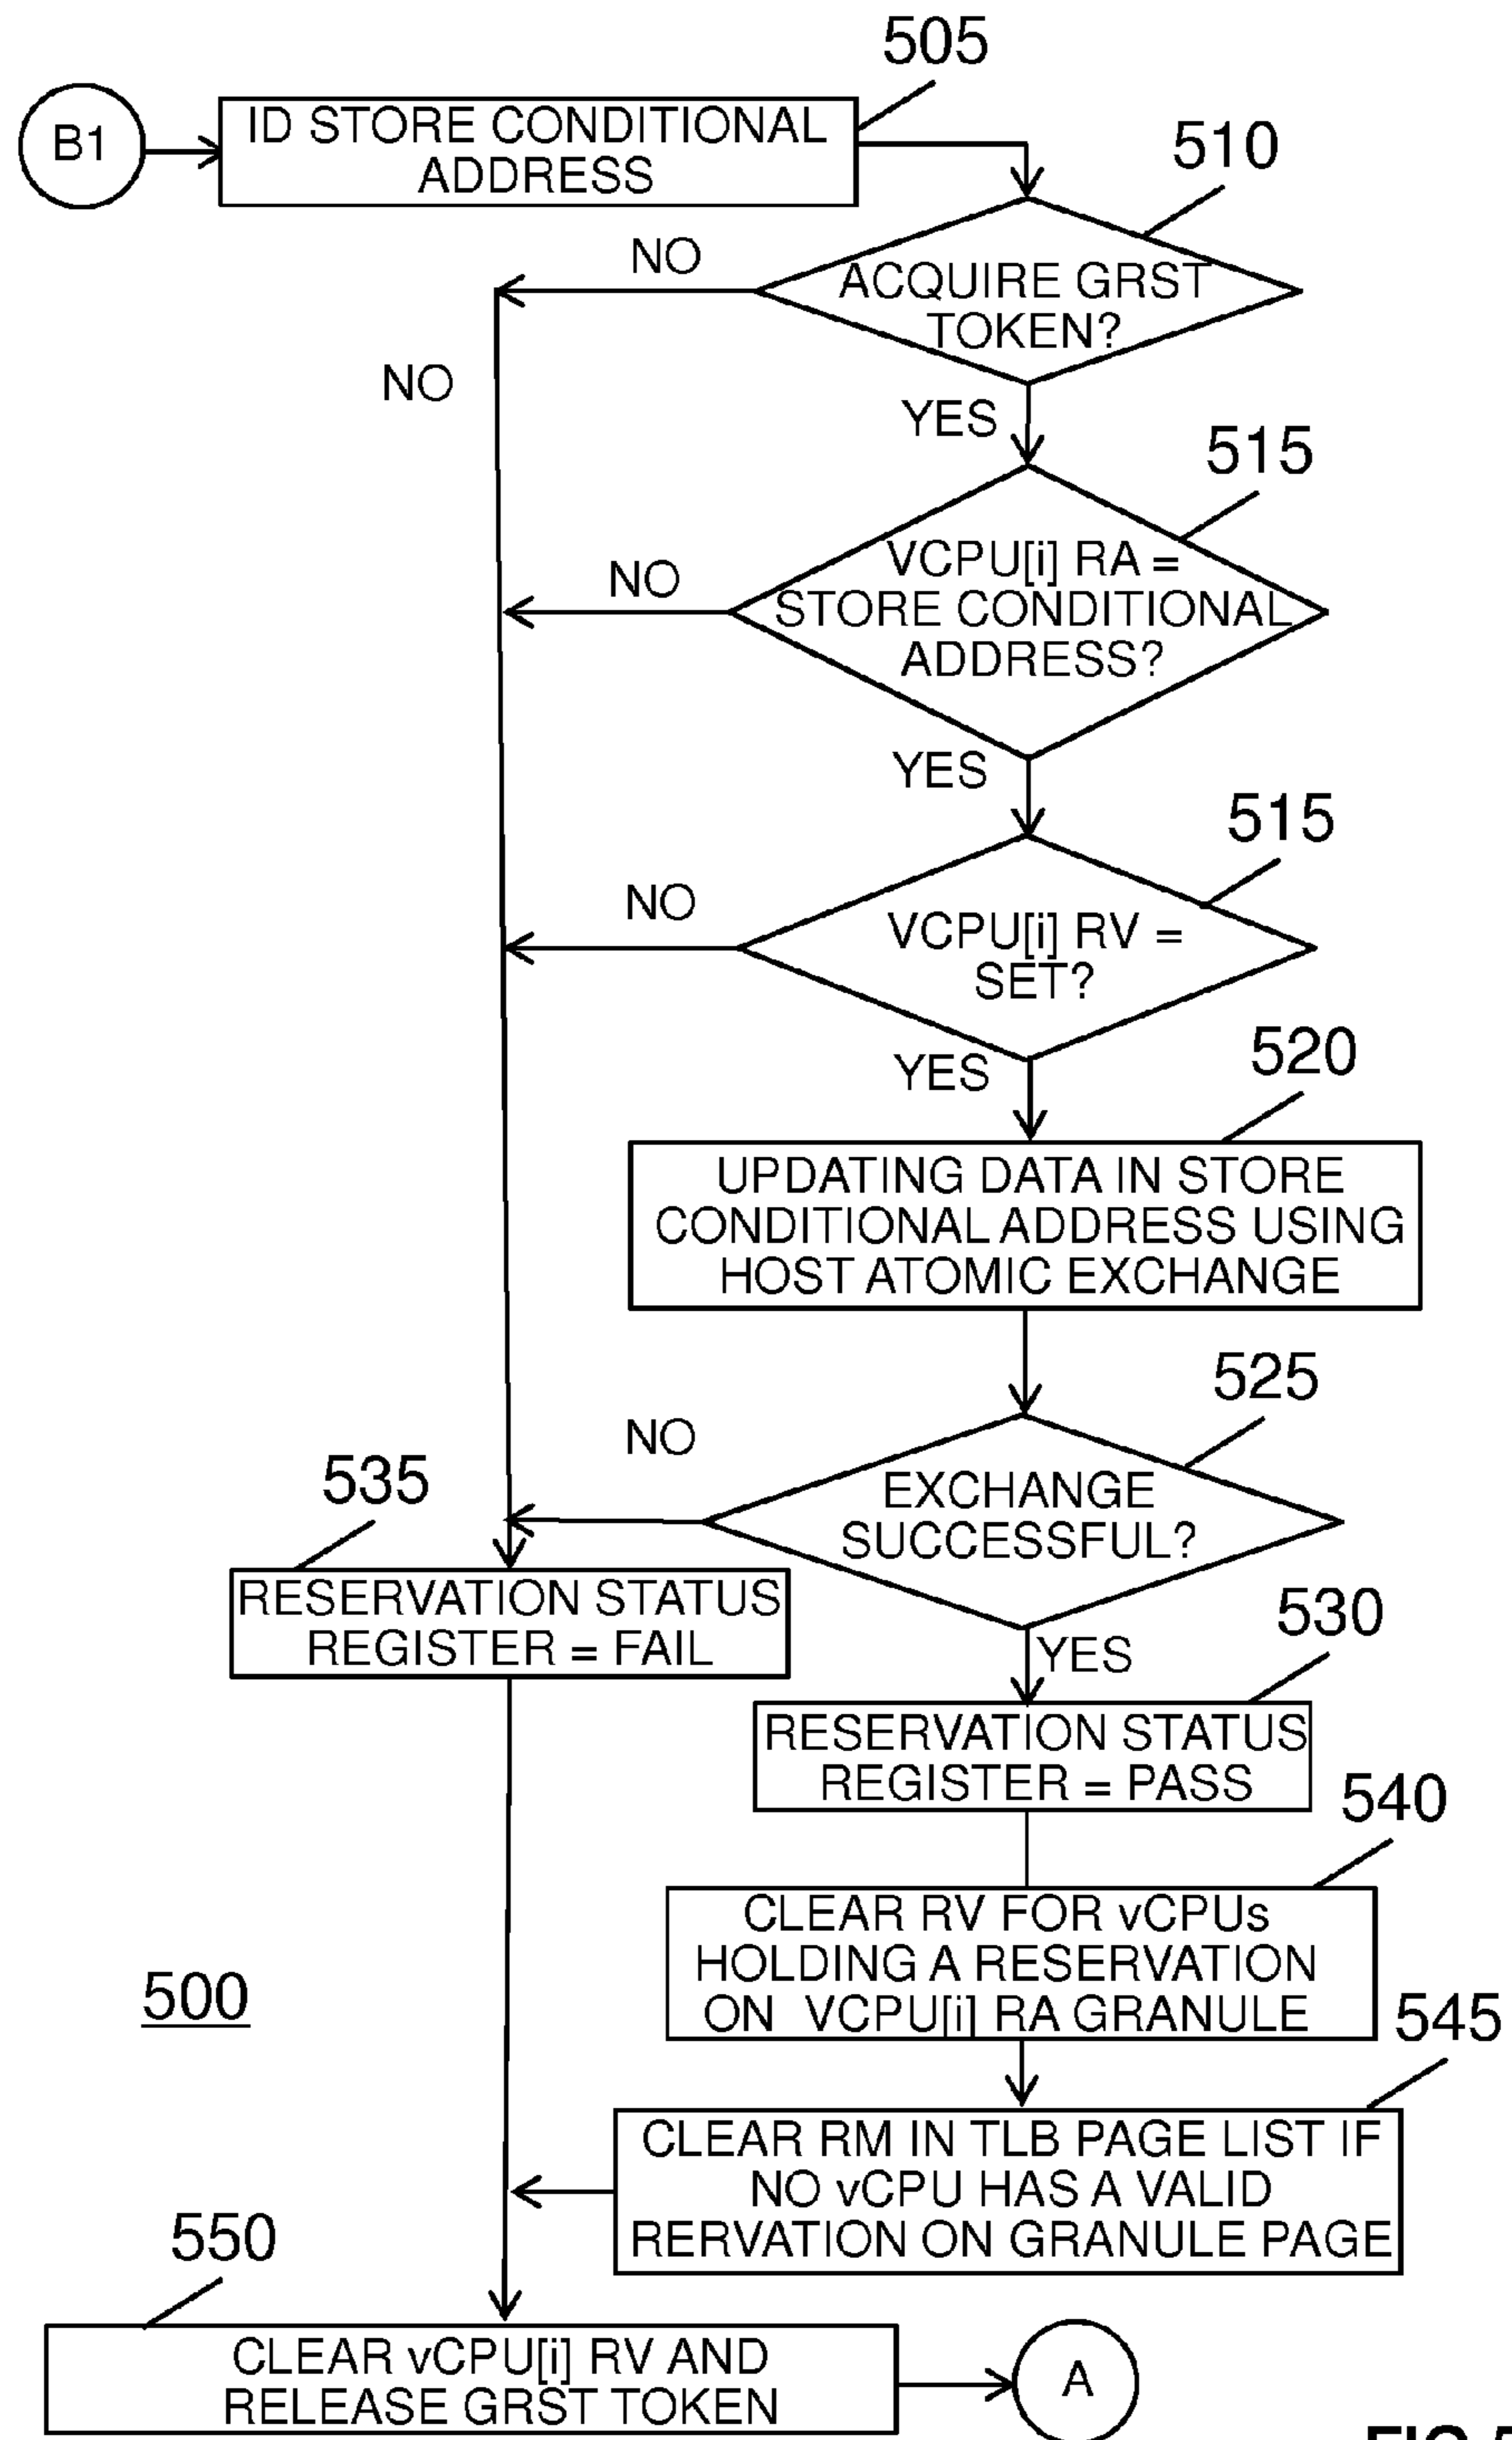 505
B1
ID STORE CONDITIONAL
ADDRESS
510
NO
ACQUIRE GRST
TOKEN?
NO
YES
515
VCPU[i] RA =
STORE CONDITIONAL
ADDRESS?
NO
YES
515
NO
VCPU[i] RV =
SET?
YES
520
UPDATING DATA IN STORE
CONDITIONAL ADDRESS USING
HOST ATOMIC EXCHANGE
525
NO
EXCHANGE
SUCCESSFUL?
535
RESERVATION STATUS
REGISTER = FAIL
530
YES
RESERVATION STATUS
REGISTER = PASS
540
CLEAR RV FOR vCPUs
HOLDING A RESERVATION
ON VCPU[i] RA GRANULE
500
545
CLEAR RM IN TLB PAGE LIST IF
NO vCPU HAS A VALID
RERVATION ON GRANULE PAGE
550
CLEAR vCPU[i] RV AND
RELEASE GRST TOKEN
A